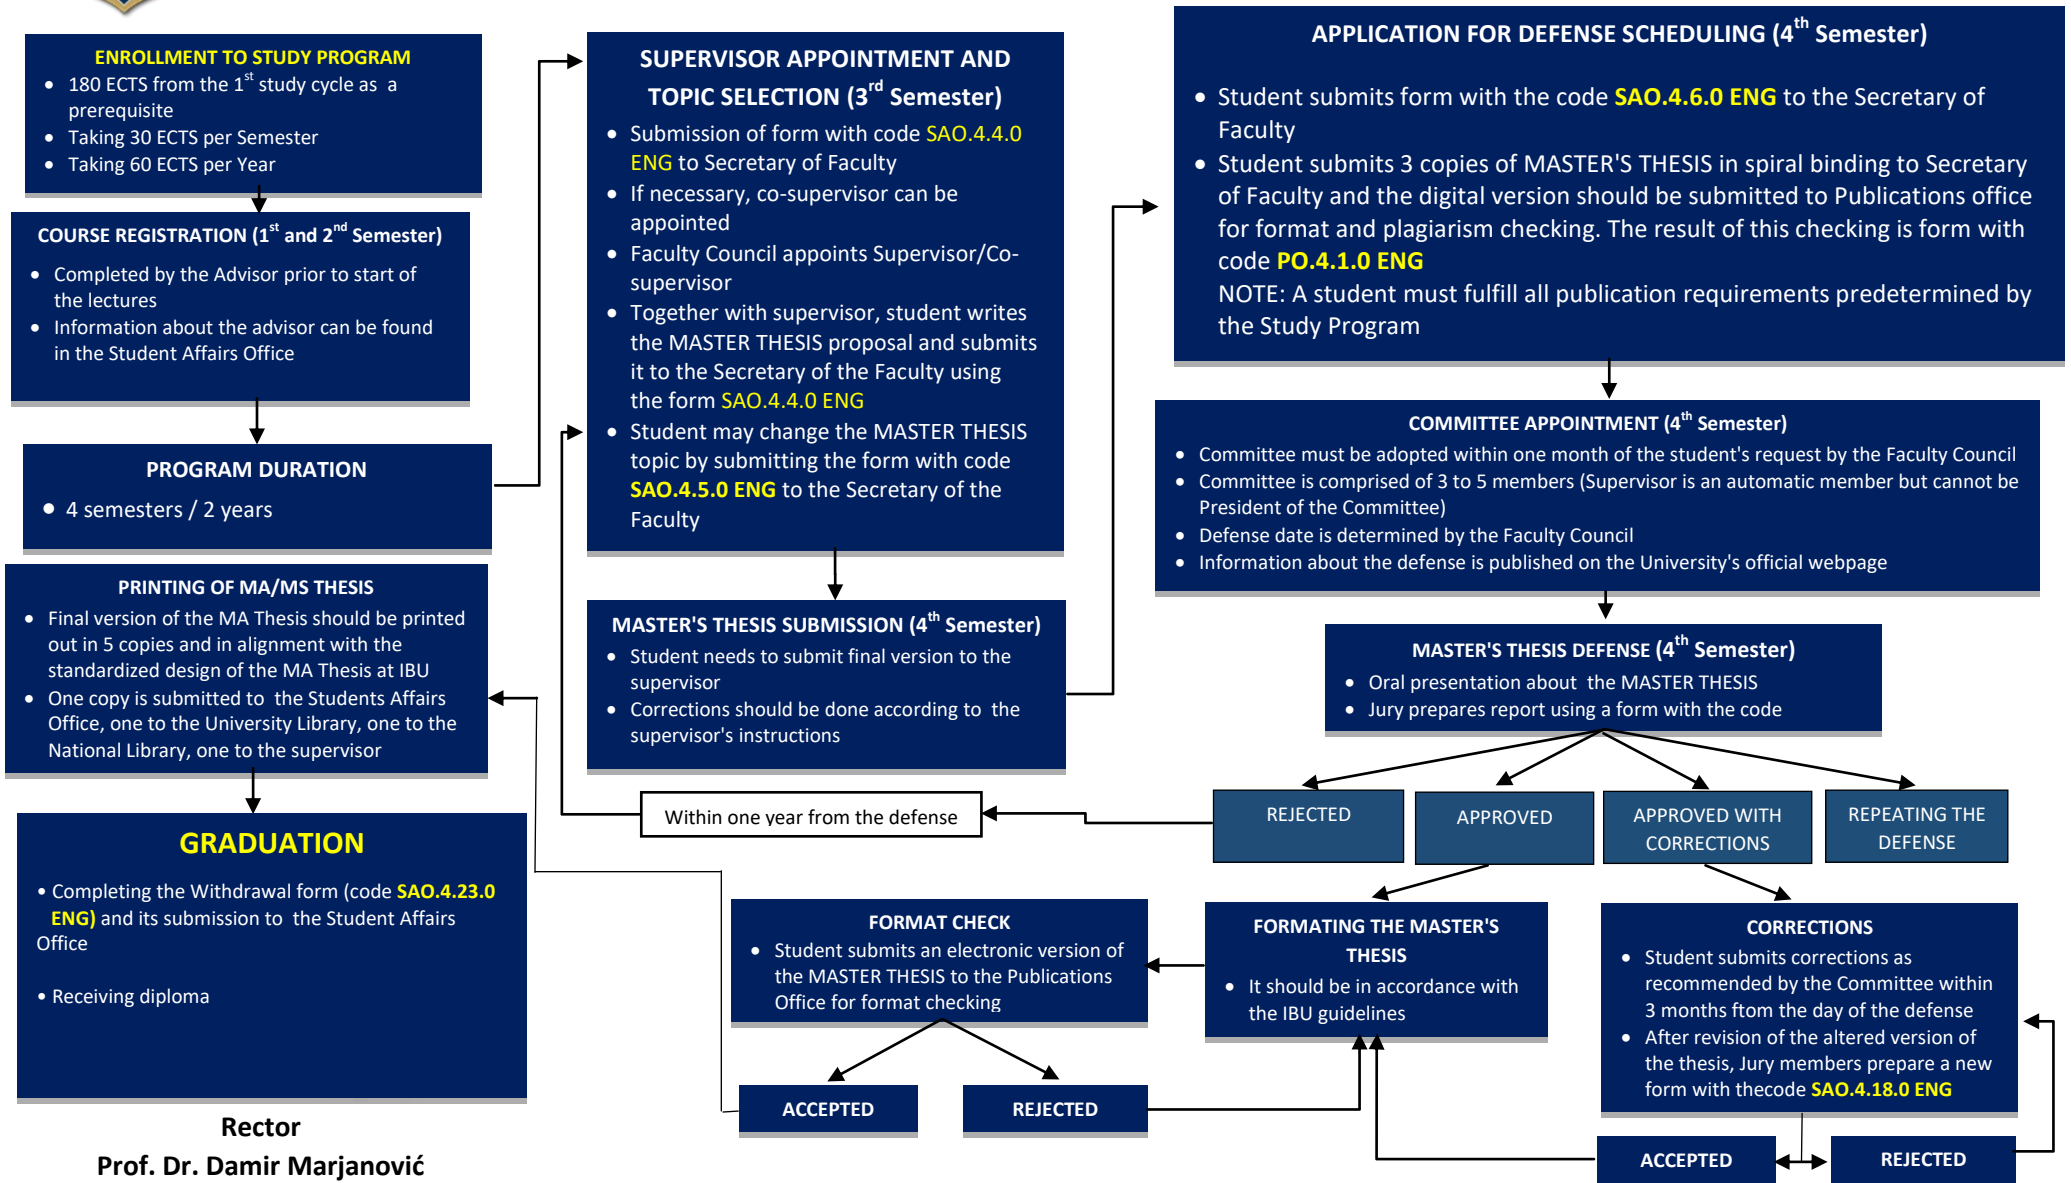 ENROLLMENT TO STUDY PROGRAM
• 180 ECTS from the 1st study cycle as a
prerequisite
• Taking 30 ECTS per Semester
• Taking 60 ECTS per Year
COURSE REGISTRATION (1st and 2nd Semester)
• Completed by the Advisor prior to start of
the lectures
• Information about the advisor can be found
in the Student Affairs Office
PROGRAM DURATION
• 4 semesters / 2 years
SUPERVISOR APPOINTMENT AND
TOPIC SELECTION (3rd Semester)
• Submission of form with code SAO.4.4.0
ENG to Secretary of Faculty
• If necessary, co-supervisor can be
appointed
• Faculty Council appoints Supervisor/Co-
supervisor
• Together with supervisor, student writes
the MASTER THESIS proposal and submits
it to the Secretary of the Faculty using
the form SAO.4.4.0 ENG
• Student may change the MASTER THESIS
topic by submitting the form with code
SAO.4.5.0 ENG to the Secretary of the
Faculty
MASTER'S THESIS SUBMISSION (4th Semester)
• Student needs to submit final version to the
supervisor
• Corrections should be done according to the
supervisor's instructions
APPLICATION FOR DEFENSE SCHEDULING (4th Semester)
• Student submits form with the code SAO.4.6.0 ENG to the Secretary of
Faculty
• Student submits 3 copies of MASTER'S THESIS in spiral binding to Secretary
of Faculty and the digital version should be submitted to Publications office
for format and plagiarism checking. The result of this checking is form with
code PO.4.1.0 ENG
NOTE: A student must fulfill all publication requirements predetermined by
the Study Program
COMMITTEE APPOINTMENT (4th Semester)
• Committee must be adopted within one month of the student's request by the Faculty Council
• Committee is comprised of 3 to 5 members (Supervisor is an automatic member but cannot be
President of the Committee)
• Defense date is determined by the Faculty Council
• Information about the defense is published on the University's official webpage
MASTER'S THESIS DEFENSE (4th Semester)
• Oral presentation about the MASTER THESIS
• Jury prepares report using a form with the code
REJECTED
APPROVED
APPROVED WITH
CORRECTIONS
REPEATING THE
DEFENSE
Within one year from the defense
CORRECTIONS
• Student submits corrections as
recommended by the Committee within
3 months ftom the day of the defense
• After revision of the altered version of
the thesis, Jury members prepare a new
form with thecode SAO.4.18.0 ENG
ACCEPTED
REJECTED
FORMATING THE MASTER'S
THESIS
• It should be in accordance with
the IBU guidelines
FORMAT CHECK
• Student submits an electronic version of
the MASTER THESIS to the Publications
Office for format checking
ACCEPTED
REJECTED
PRINTING OF MA/MS THESIS
• Final version of the MA Thesis should be printed
out in 5 copies and in alignment with the
standardized design of the MA Thesis at IBU
• One copy is submitted to the Students Affairs
Office, one to the University Library, one to the
National Library, one to the supervisor
GRADUATION
• Completing the Withdrawal form (code SAO.4.23.0
ENG) and its submission to the Student Affairs
Office
• Receiving diploma
Rector
Prof. Dr. Damir Marjanović